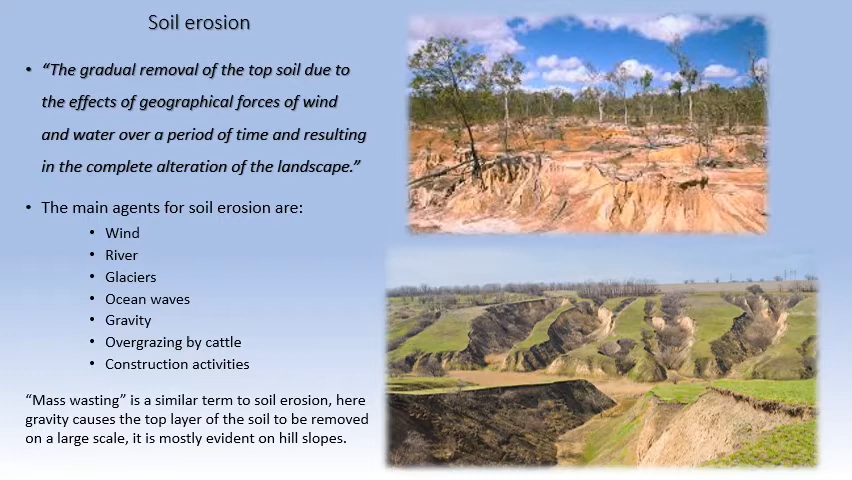 Soil erosion
• “The gradual removal of the top soil due to
the effects of geographical forces of wind
and water over a period of time and resulting
in the complete alteration of the landscape.”
• The main agents for soil erosion are:
• Wind
• River
• Glaciers
• Ocean waves
• Gravity
• Overgrazing by cattle
• Construction activities
“Mass wasting” is a similar term to soil erosion, here
gravity causes the top layer of the soil to be removed
on a large scale, it is mostly evident on hill slopes.